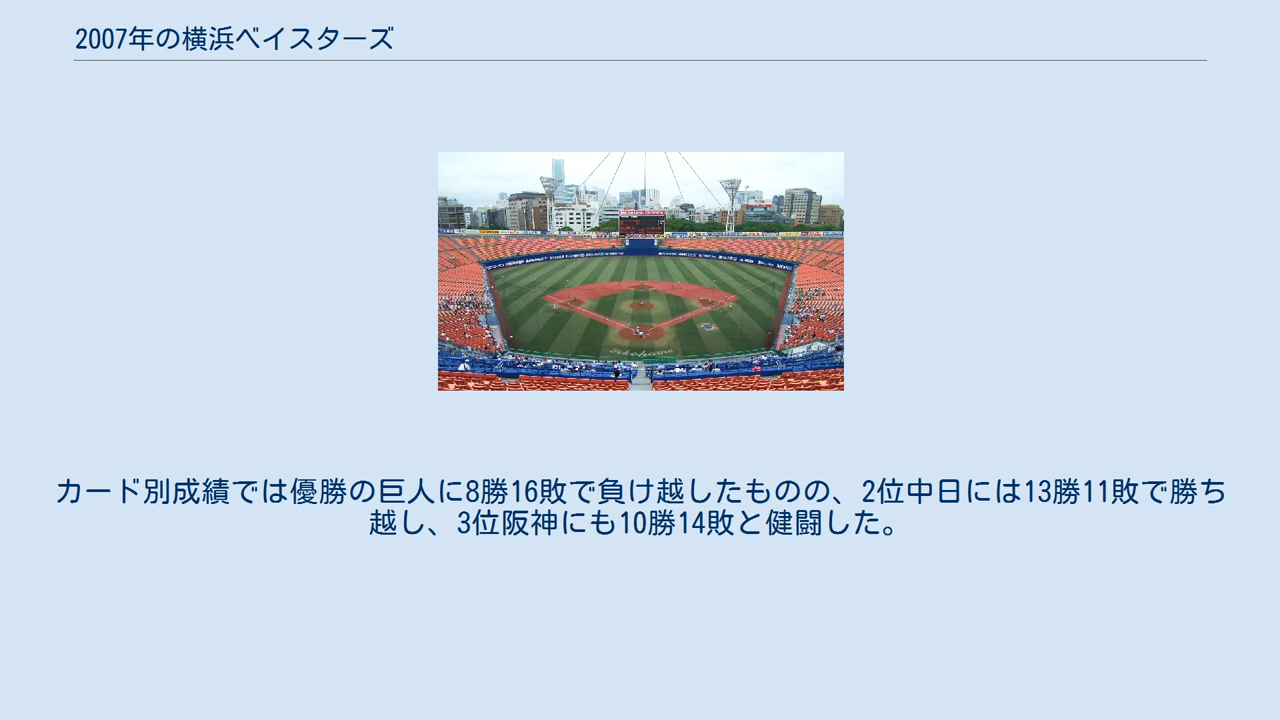 2007年の横浜ベイスターズ
カード別成績では優勝の巨人に8勝16敗で負け越したものの、2位中日には13勝11敗で勝ち
越し、3位阪神にも10勝14敗と健闘した。